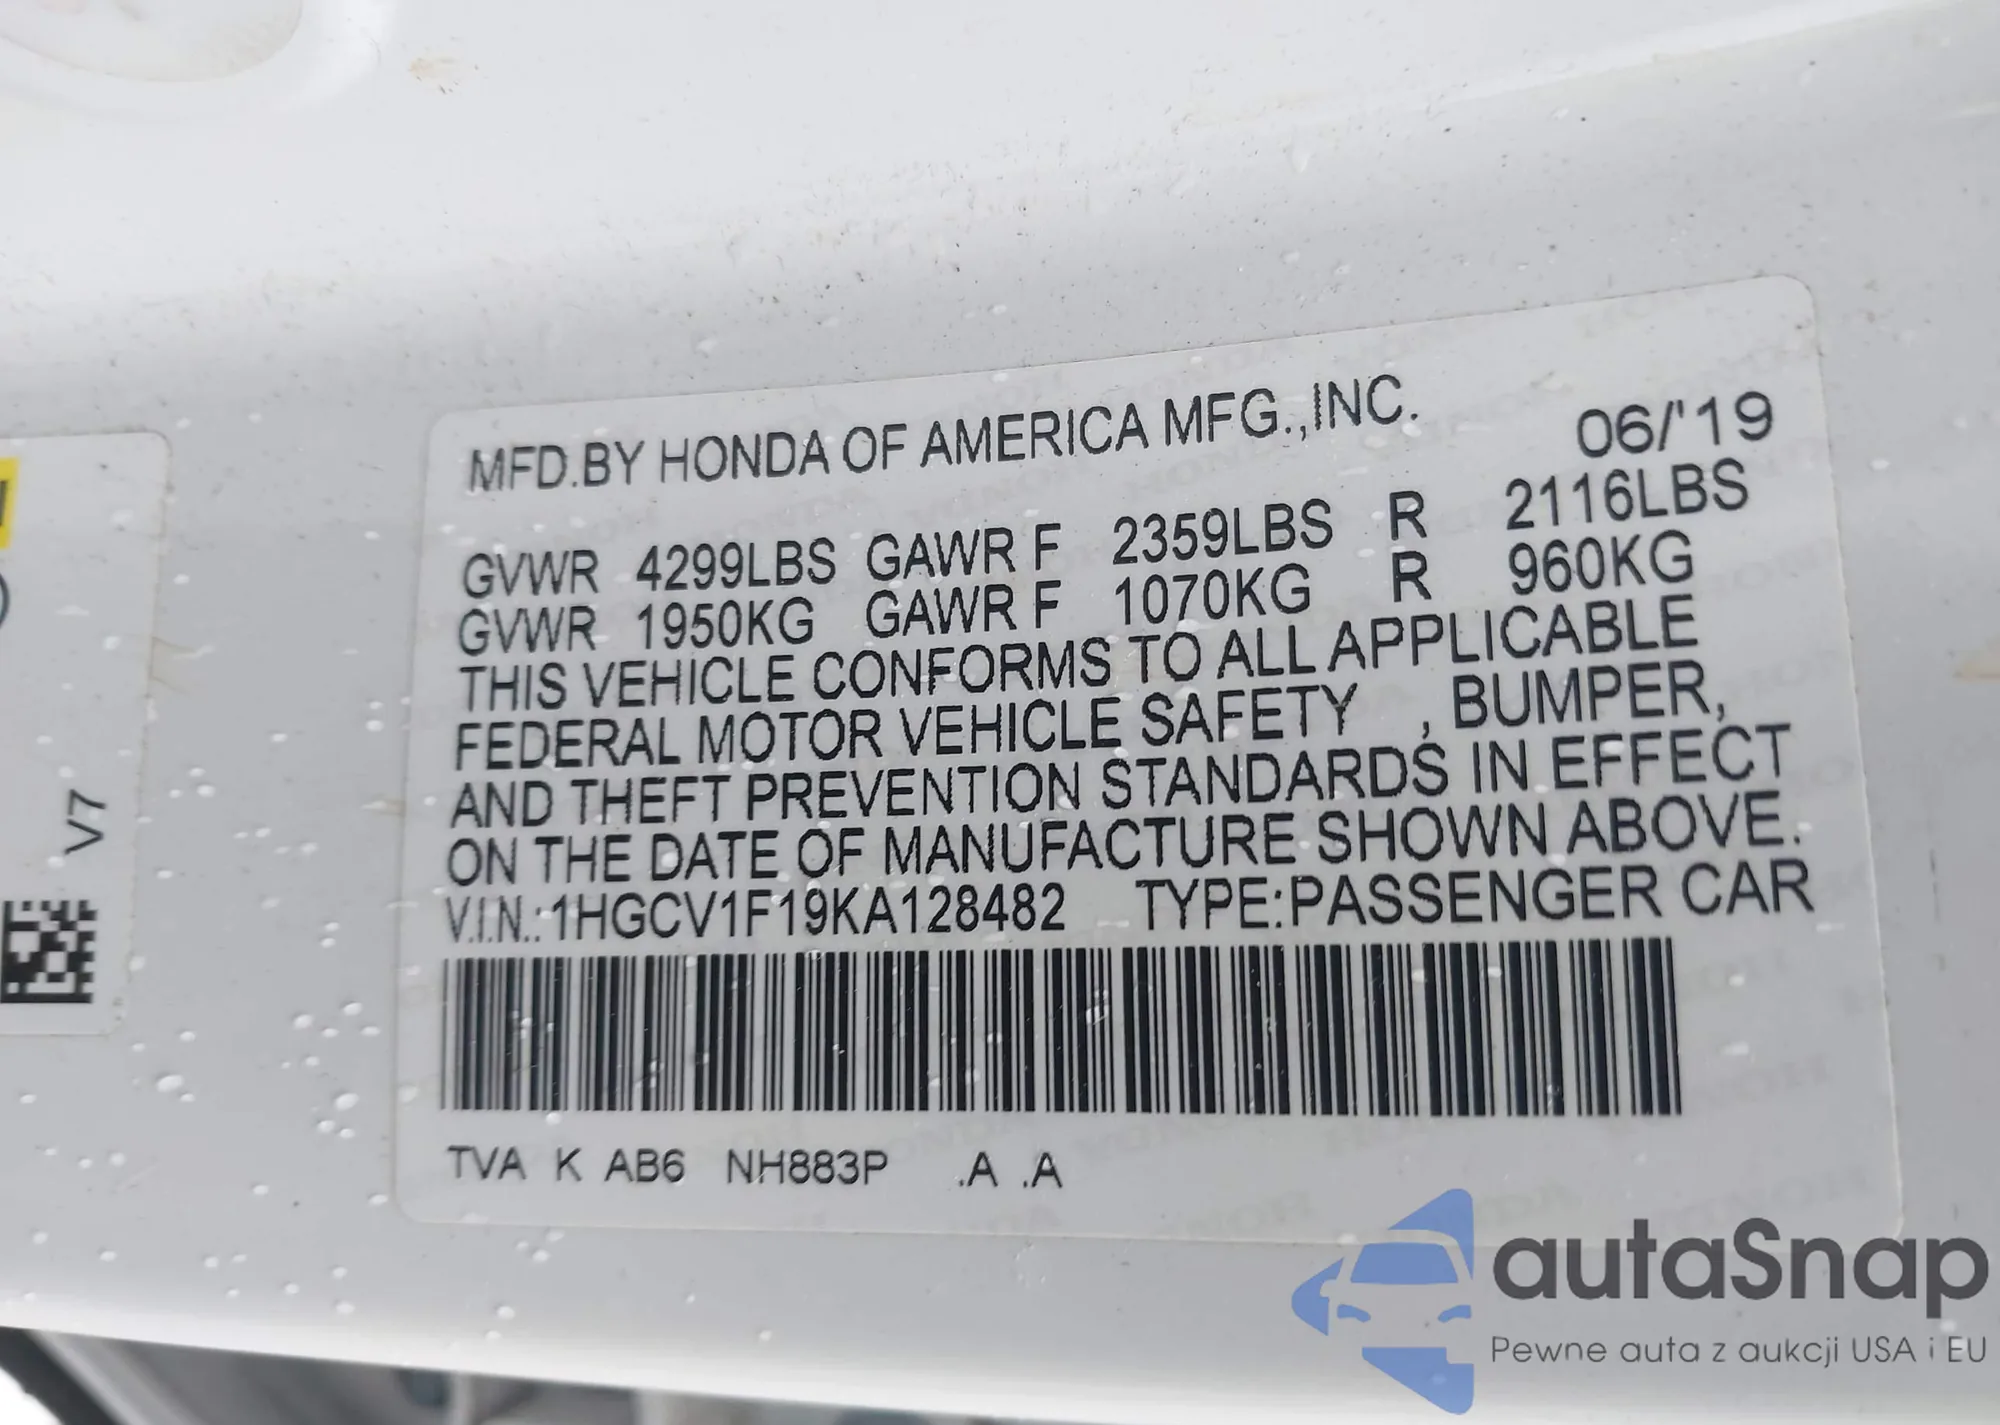 MFD.BY HONDA OF AMERICA MFG.,INC. 06/'19
GVWR 4299LBS GAWR F 2359LBS R 2116LBS
GVWR 1950KG GAWR F 1070KG R 960KG
THIS VEHICLE CONFORMS TO ALL APPLICABLE
FEDERAL MOTOR VEHICLE SAFETY , BUMPER,
AND THEFT PREVENTION STANDARDS IN EFFECT
ON THE DATE OF MANUFACTURE SHOWN ABOVE.
V.I.N.:1HGCV1F19KA128482 TYPE:PASSENGER CAR
TVA K AB6 NH883P .A .A
V7
autaSnap
Pewne auta z aukcji USA i EU